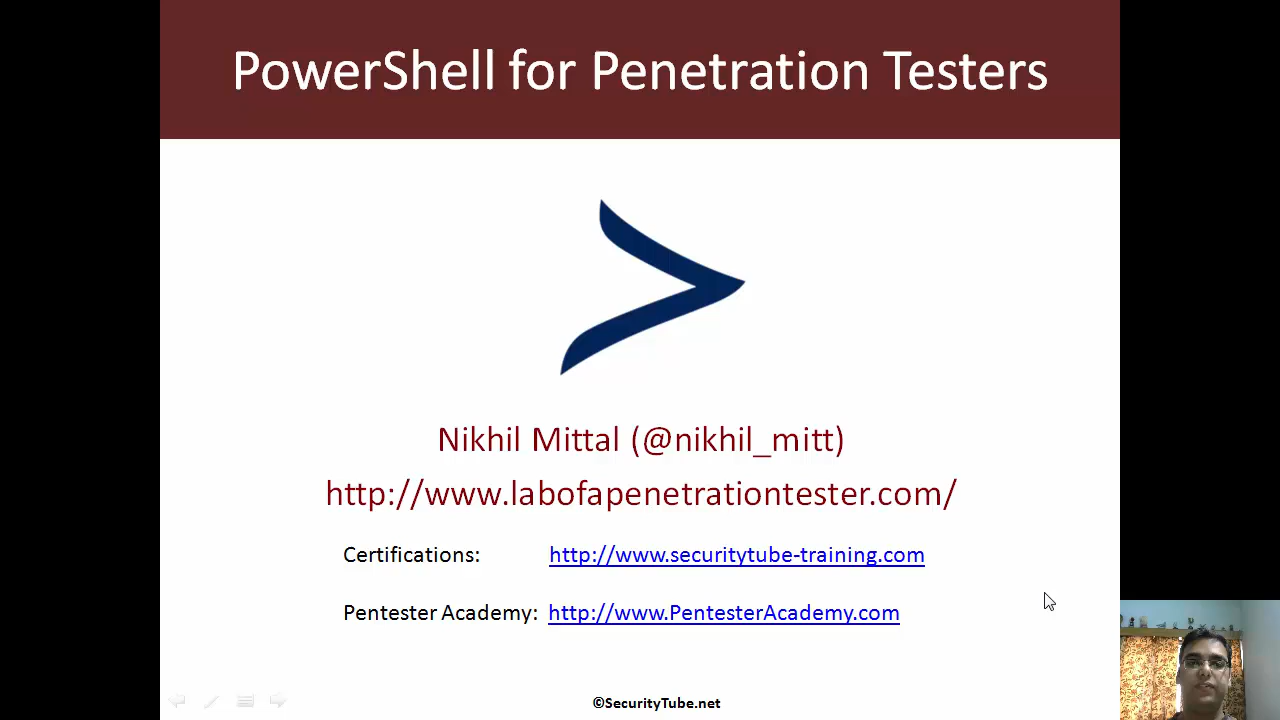 PowerShell for Penetration Testers
Nikhil Mittal (@nikhil_mitt)
http://www.labofapenetrationtester.com/
Certifications: http://www.securitytube-training.com
Pentester Academy: http://www.PentesterAcademy.com
©SecurityTube.net